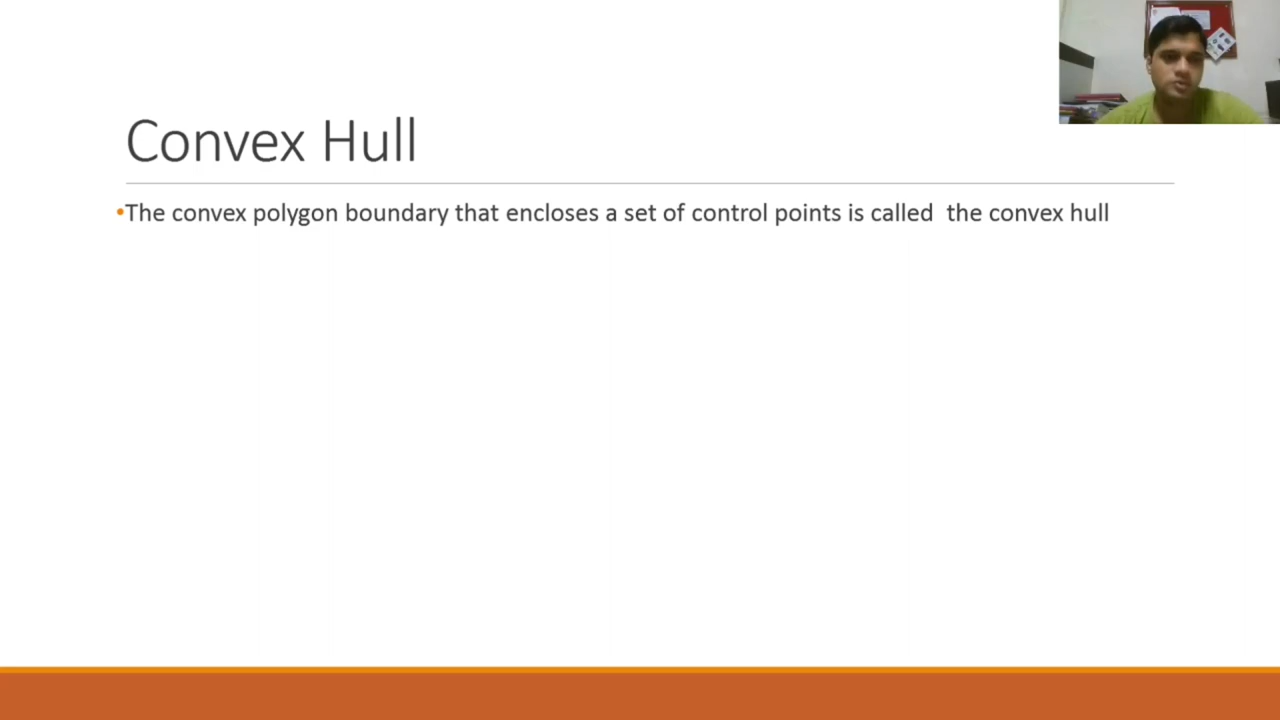 Convex Hull
•The convex polygon boundary that encloses a set of control points is called  the convex hull